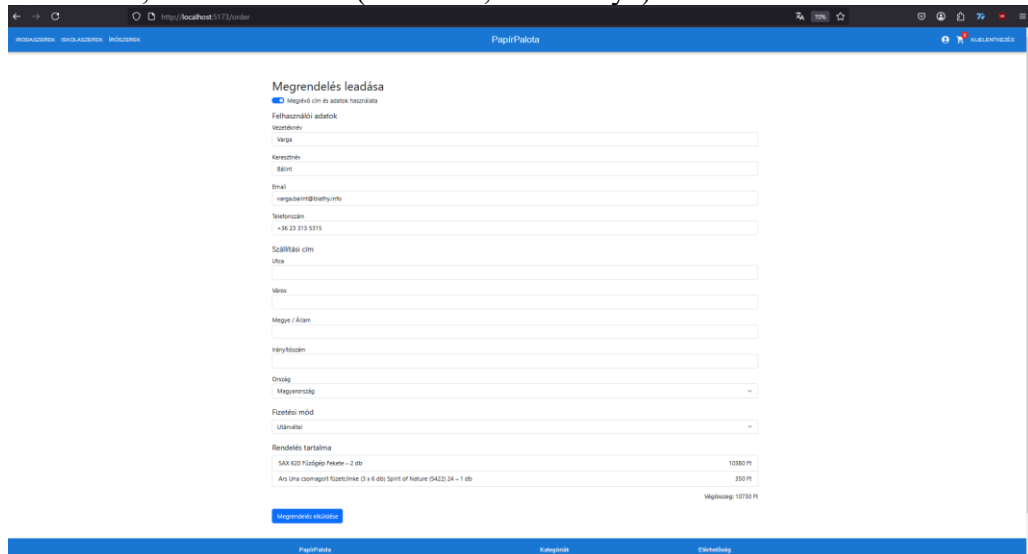 http://localhost:5173/order
70%
IRODASZEREK ISKOLASZEREK ÍRÓSZEREK
PapírPalota
KIJELENTKEZÉS
Megrendelés leadása
Meglévő cím és adatok használata
Felhasználói adatok
Vezetéknév
Varga
Keresztnév
Bálint
Email
varga.balint@blathy.info
Telefonszám
+36 23 313 5315
Szállítási cím
Utca
Város
Megye / Állam
Irányítószám
Ország
Magyarország
Fizetési mód
Utánvétel
Rendelés tartalma
SAX 620 Fűzőgép Fekete – 2 db 10380 Ft
Ars Una csomagolt füzetcímke (3 x 6 db) Spirit of Nature (5422) 24 – 1 db 350 Ft
Végösszeg: 10730 Ft
Megrendelés elküldése
PapírPalota Kategóriák Elérhetőség